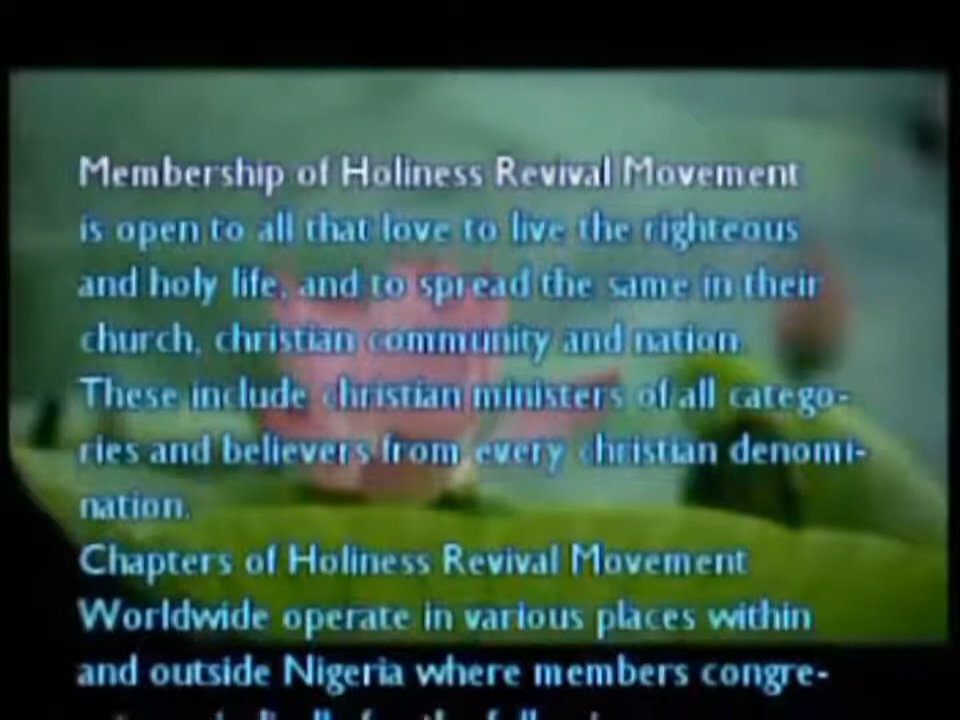 Membership of Holiness Revival Movement
is open to all that love to live the righteous
and holy life, and to spread the same in their
church, christian community and nation.
These include christian ministers of all catego-
ries and believers from every christian denomi-
nation.
Chapters of Holiness Revival Movement
Worldwide operate in various places within
and outside Nigeria where members congre-